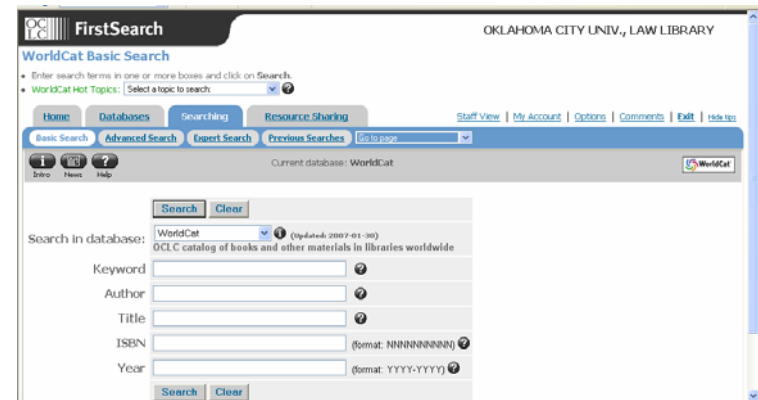 OCLC FirstSearch
OKLAHOMA CITY UNIV., LAW LIBRARY
WorldCat Basic Search
• Enter search terms in one or more boxes and click on Search.
• WorldCat Hot Topics: Select a topic to search:
Home Databases Searching Resource Sharing
Staff View | My Account | Options | Comments | Exit | Hide tips
Basic Search Advanced Search Expert Search Previous Searches Go to page
Intro News Help
Current database: WorldCat
WorldCat
Search Clear
Search in database: WorldCat (Updated: 2007-01-30)
OCLC catalog of books and other materials in libraries worldwide
Keyword
Author
Title
ISBN (format: NNNNNNNNNN)
Year (format: YYYY-YYYY)
Search Clear